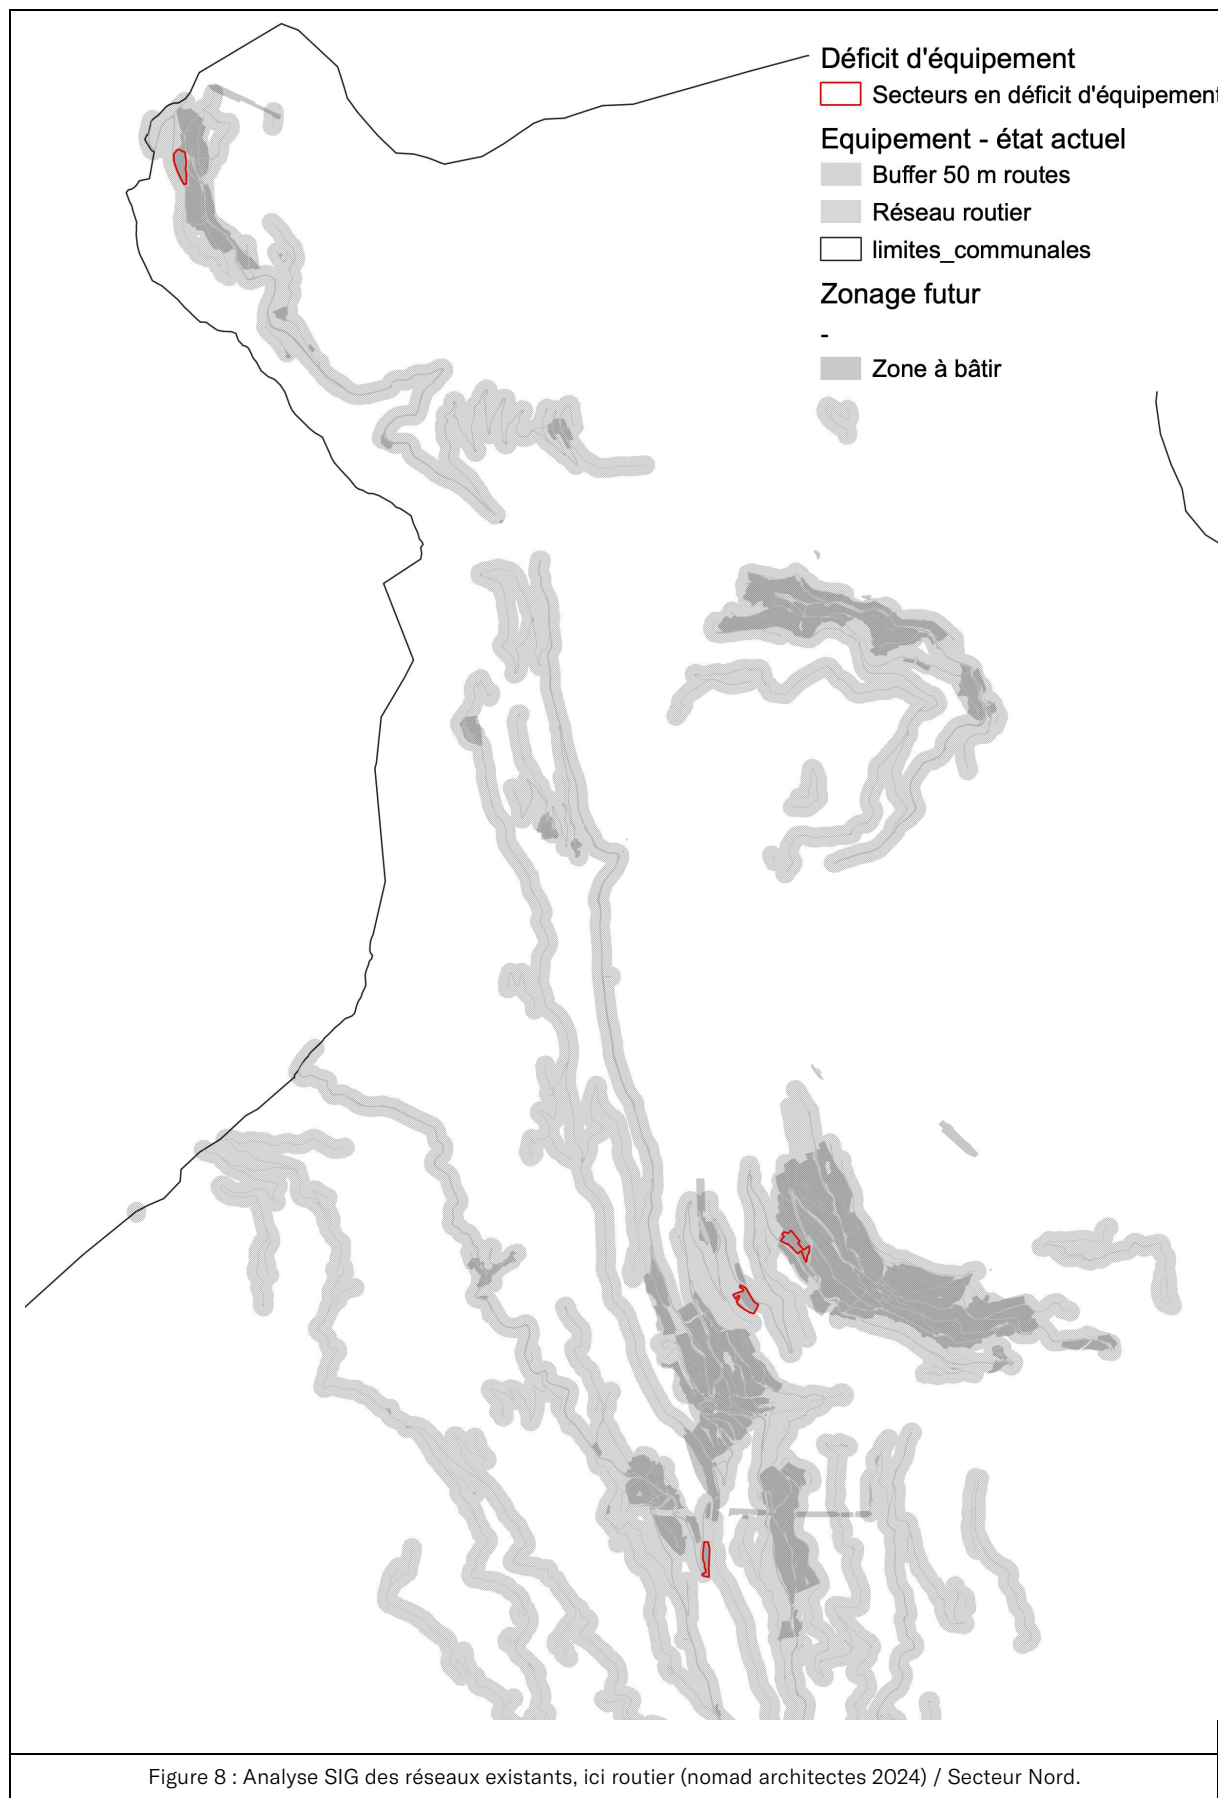 Déficit d'équipement
Secteurs en déficit d'équipement
Equipement - état actuel
Buffer 50 m routes
Réseau routier
limites_communales
Zonage futur
-
Zone à bâtir
Figure 8 : Analyse SIG des réseaux existants, ici routier (nomad architectes 2024) / Secteur Nord.